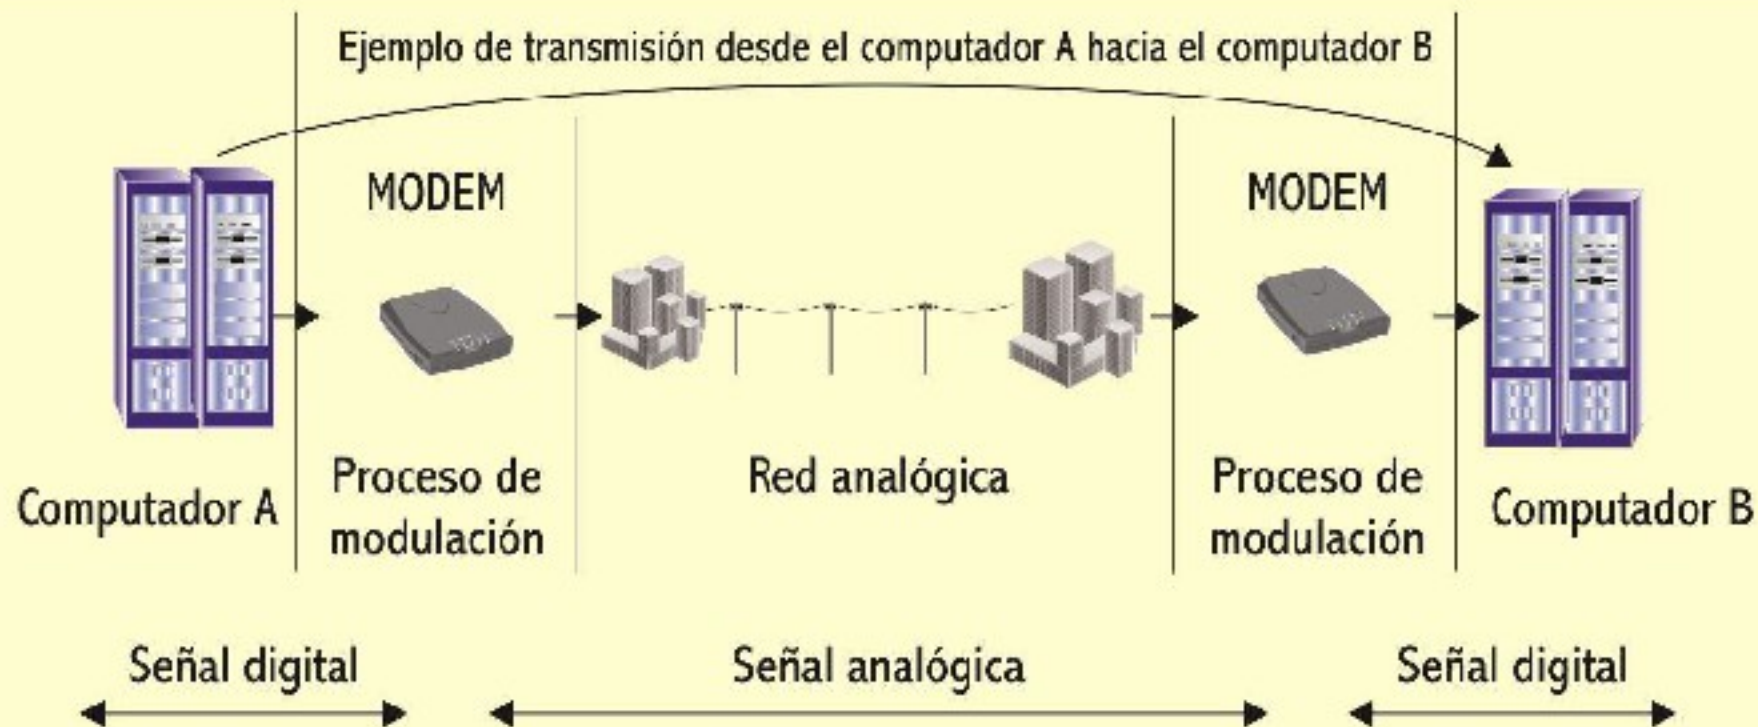 Ejemplo de transmisión desde el computador A hacia el computador B
MODEM
MODEM
Computador A
Proceso de
modulación
Red analógica
Proceso de
modulación
Computador B
Señal digital
Señal analógica
Señal digital